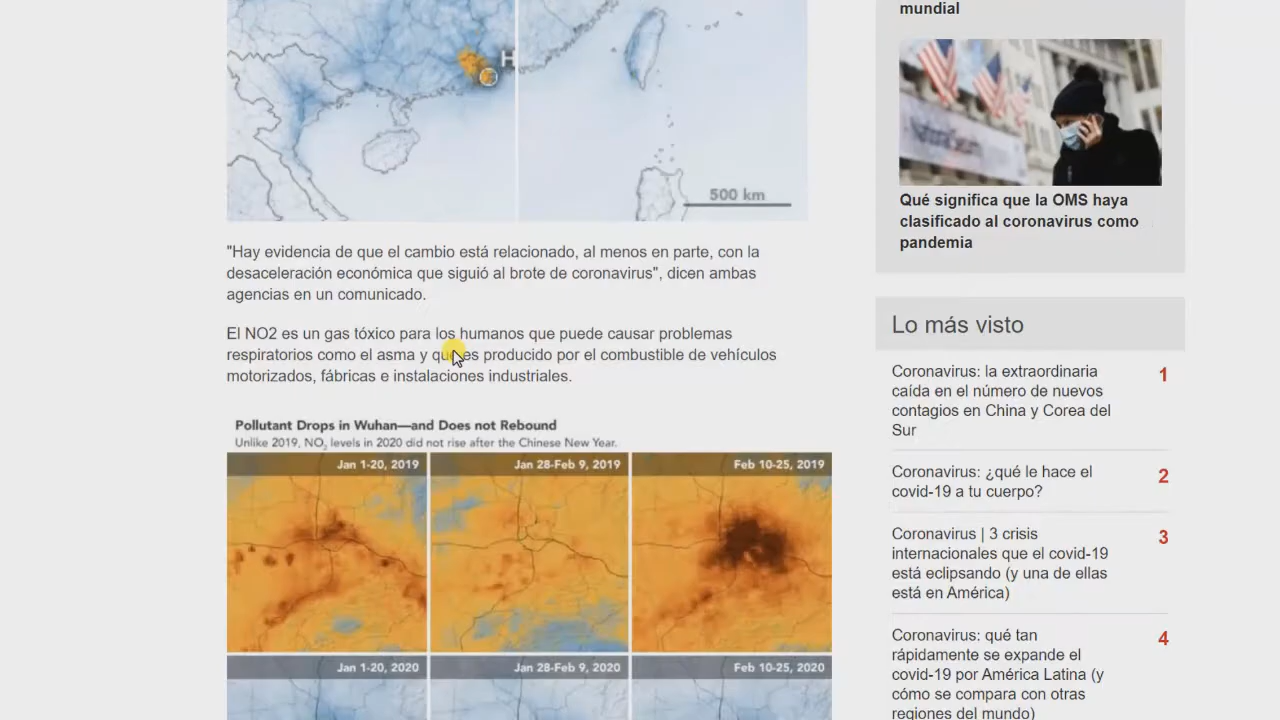 H
500 km
"Hay evidencia de que el cambio está relacionado, al menos en parte, con la
desaceleración económica que siguió al brote de coronavirus", dicen ambas
agencias en un comunicado.
El NO2 es un gas tóxico para los humanos que puede causar problemas
respiratorios como el asma y que es producido por el combustible de vehículos
motorizados, fábricas e instalaciones industriales.
Pollutant Drops in Wuhan—and Does not Rebound
Unlike 2019, NO2 levels in 2020 did not rise after the Chinese New Year.
Jan 1-20, 2019
Jan 28-Feb 9, 2019
Feb 10-25, 2019
Jan 1-20, 2020
Jan 28-Feb 9, 2020
Feb 10-25, 2020
mundial
Qué significa que la OMS haya
clasificado al coronavirus como
pandemia
Lo más visto
Coronavirus: la extraordinaria
caída en el número de nuevos
contagios en China y Corea del
Sur
1
Coronavirus: ¿qué le hace el
covid-19 a tu cuerpo?
2
Coronavirus | 3 crisis
internacionales que el covid-19
está eclipsando (y una de ellas
está en América)
3
Coronavirus: qué tan
rápidamente se expande el
covid-19 por América Latina (y
cómo se compara con otras
regiones del mundo)
4